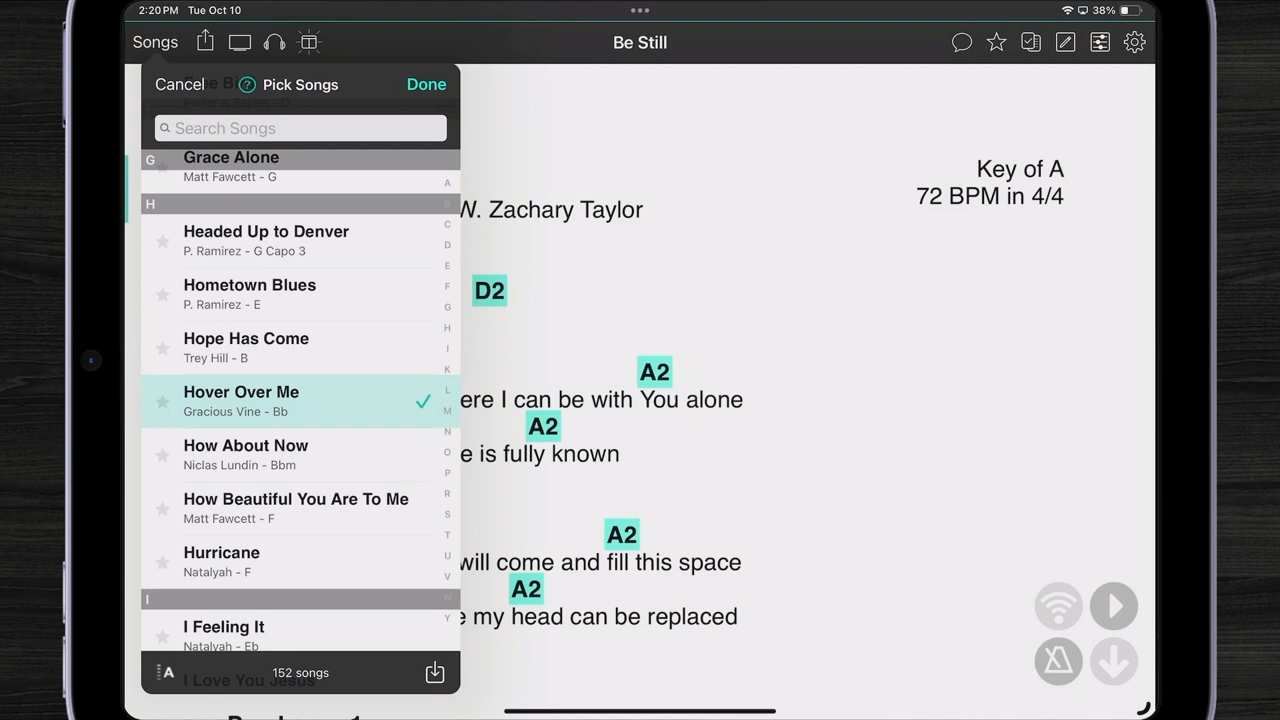 2:20PM Tue Oct 10
38%
Songs
Be Still
Cancel
? Pick Songs
Done
Search Songs
G
Grace Alone
Matt Fawcett - G
H
Headed Up to Denver
P. Ramirez - G Capo 3
Hometown Blues
P. Ramirez - E
Hope Has Come
Trey Hill - B
Hover Over Me
Gracious Vine - Bb
How About Now
Niclas Lundin - Bbm
How Beautiful You Are To Me
Matt Fawcett - F
Hurricane
Natalyah - F
I
I Feeling It
Natalyah - Eb
I Love You Jesus
A
152 songs
A
B
C
D
E
F
G
H
I
K
L
M
N
O
P
R
S
T
U
V
W
Y
Key of A
72 BPM in 4/4
W. Zachary Taylor
D2
A2
ere I can be with You alone
A2
e is fully known
A2
will come and fill this space
A2
e my head can be replaced